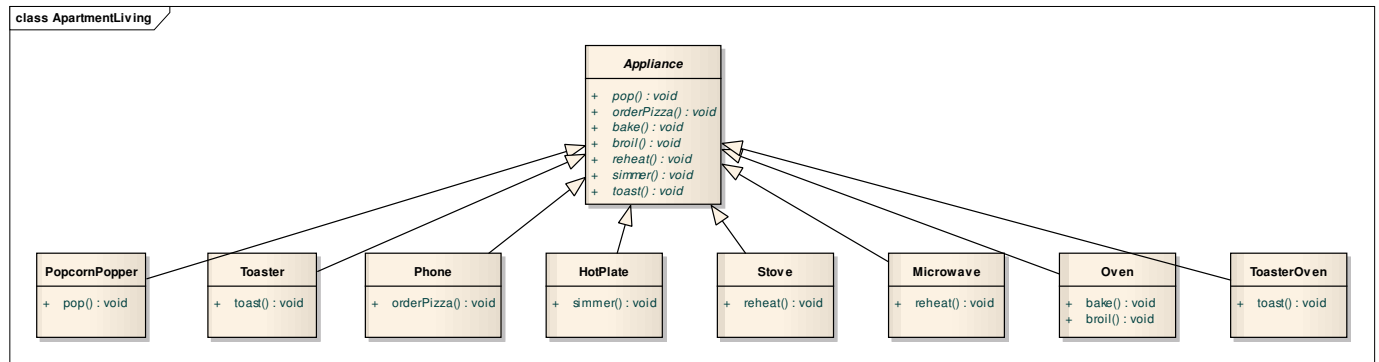 class ApartmentLiving
Appliance
+ pop() : void
+ orderPizza() : void
+ bake() : void
+ broil() : void
+ reheat() : void
+ simmer() : void
+ toast() : void
PopcornPopper
+ pop() : void
Toaster
+ toast() : void
Phone
+ orderPizza() : void
HotPlate
+ simmer() : void
Stove
+ reheat() : void
Microwave
+ reheat() : void
Oven
+ bake() : void
+ broil() : void
ToasterOven
+ toast() : void